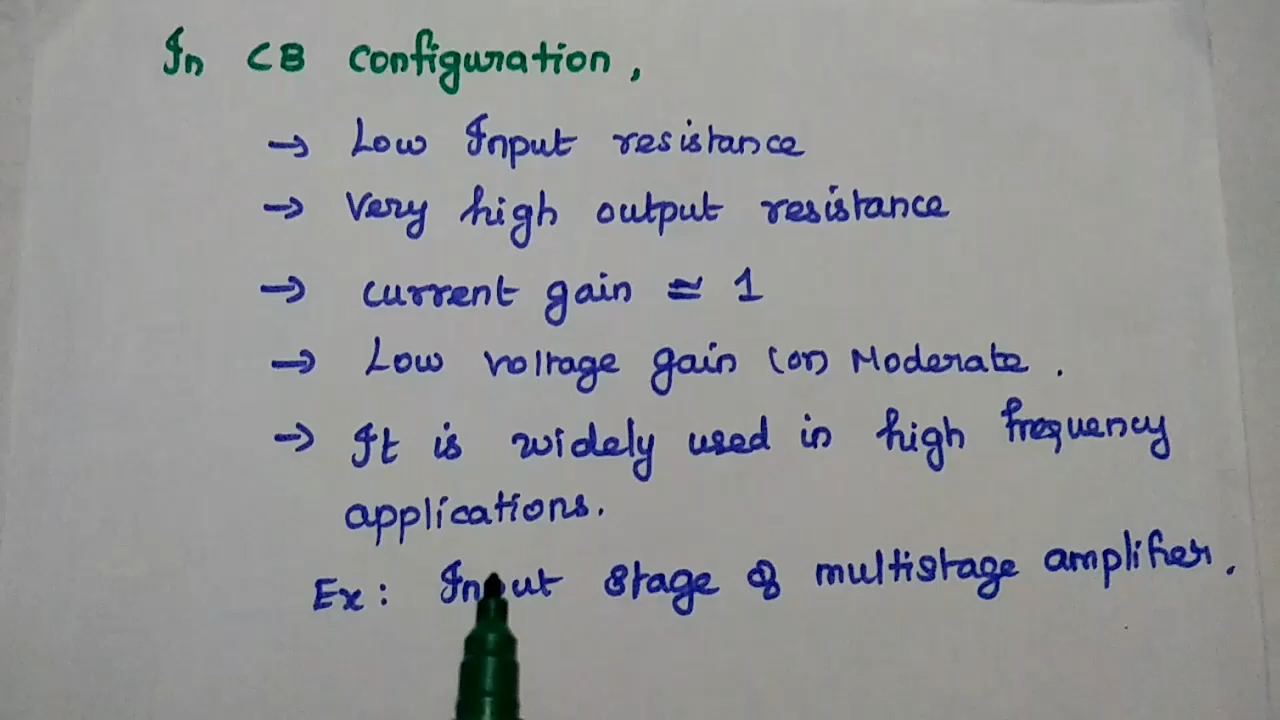 In CB configuration,
→ Low Input resistance
→ Very high output resistance
→ current gain ≃ 1
→ Low voltage gain (or) Moderate.
→ It is widely used in high frequency
applications.
Ex: Input stage of multistage amplifier.